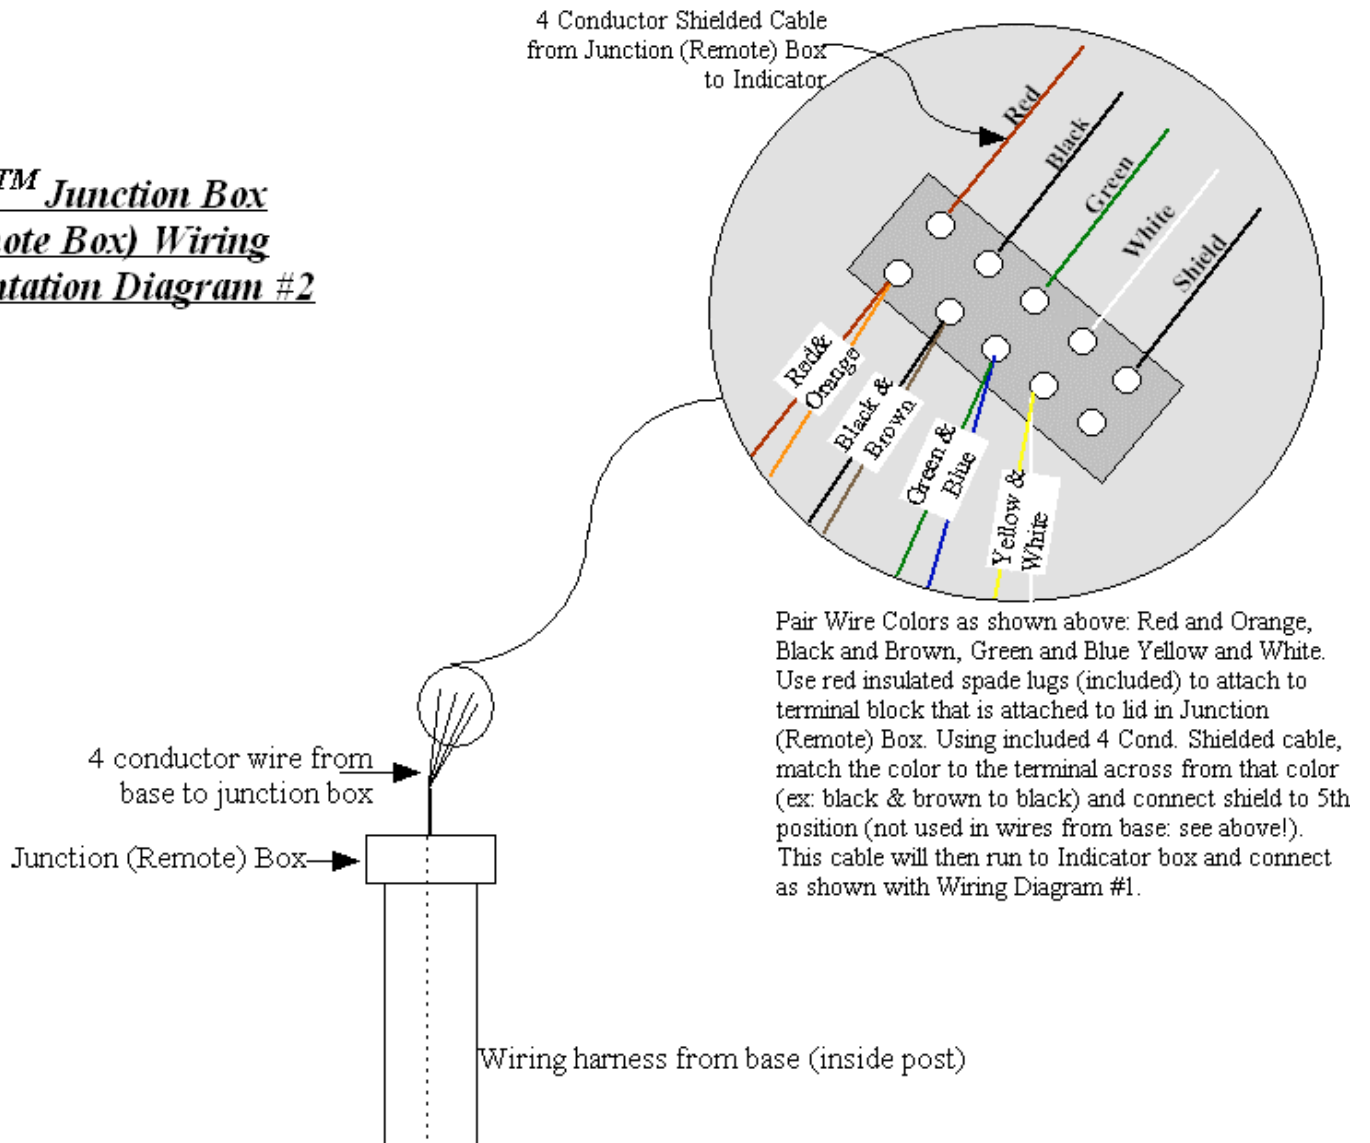 4 Conductor Shielded Cable
from Junction (Remote) Box
to Indicator
TM Junction Box
Box) Wiring
Diagram #2
Red
Black
Green
White
Shield
Red&
Orange
Black &
Brown
Green &
Blue
Yellow &
White
Pair Wire Colors as shown above: Red and Orange,
Black and Brown, Green and Blue Yellow and White.
Use red insulated spade lugs (included) to attach to
terminal block that is attached to lid in Junction
(Remote) Box. Using included 4 Cond. Shielded cable,
match the color to the terminal across from that color
(ex: black & brown to black) and connect shield to 5th
position (not used in wires from base: see above!).
This cable will then run to Indicator box and connect
as shown with Wiring Diagram #1.
4 conductor wire from
base to junction box
Junction (Remote) Box
Wiring harness from base (inside post)